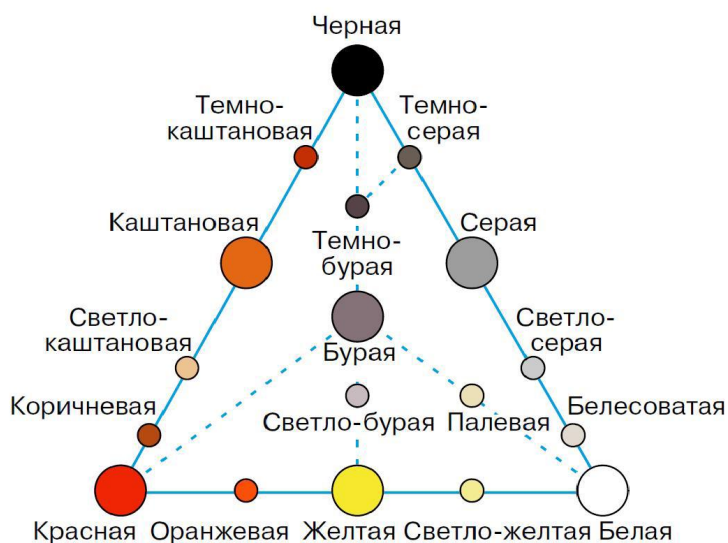 Черная
Темно-
каштановая
Темно-
серая
Каштановая
Темно-
бурая
Серая
Светло-
каштановая
Бурая
Светло-
серая
Коричневая
Светло-бурая
Палевая
Белесоватая
Красная
Оранжевая
Желтая
Светло-желтая
Белая